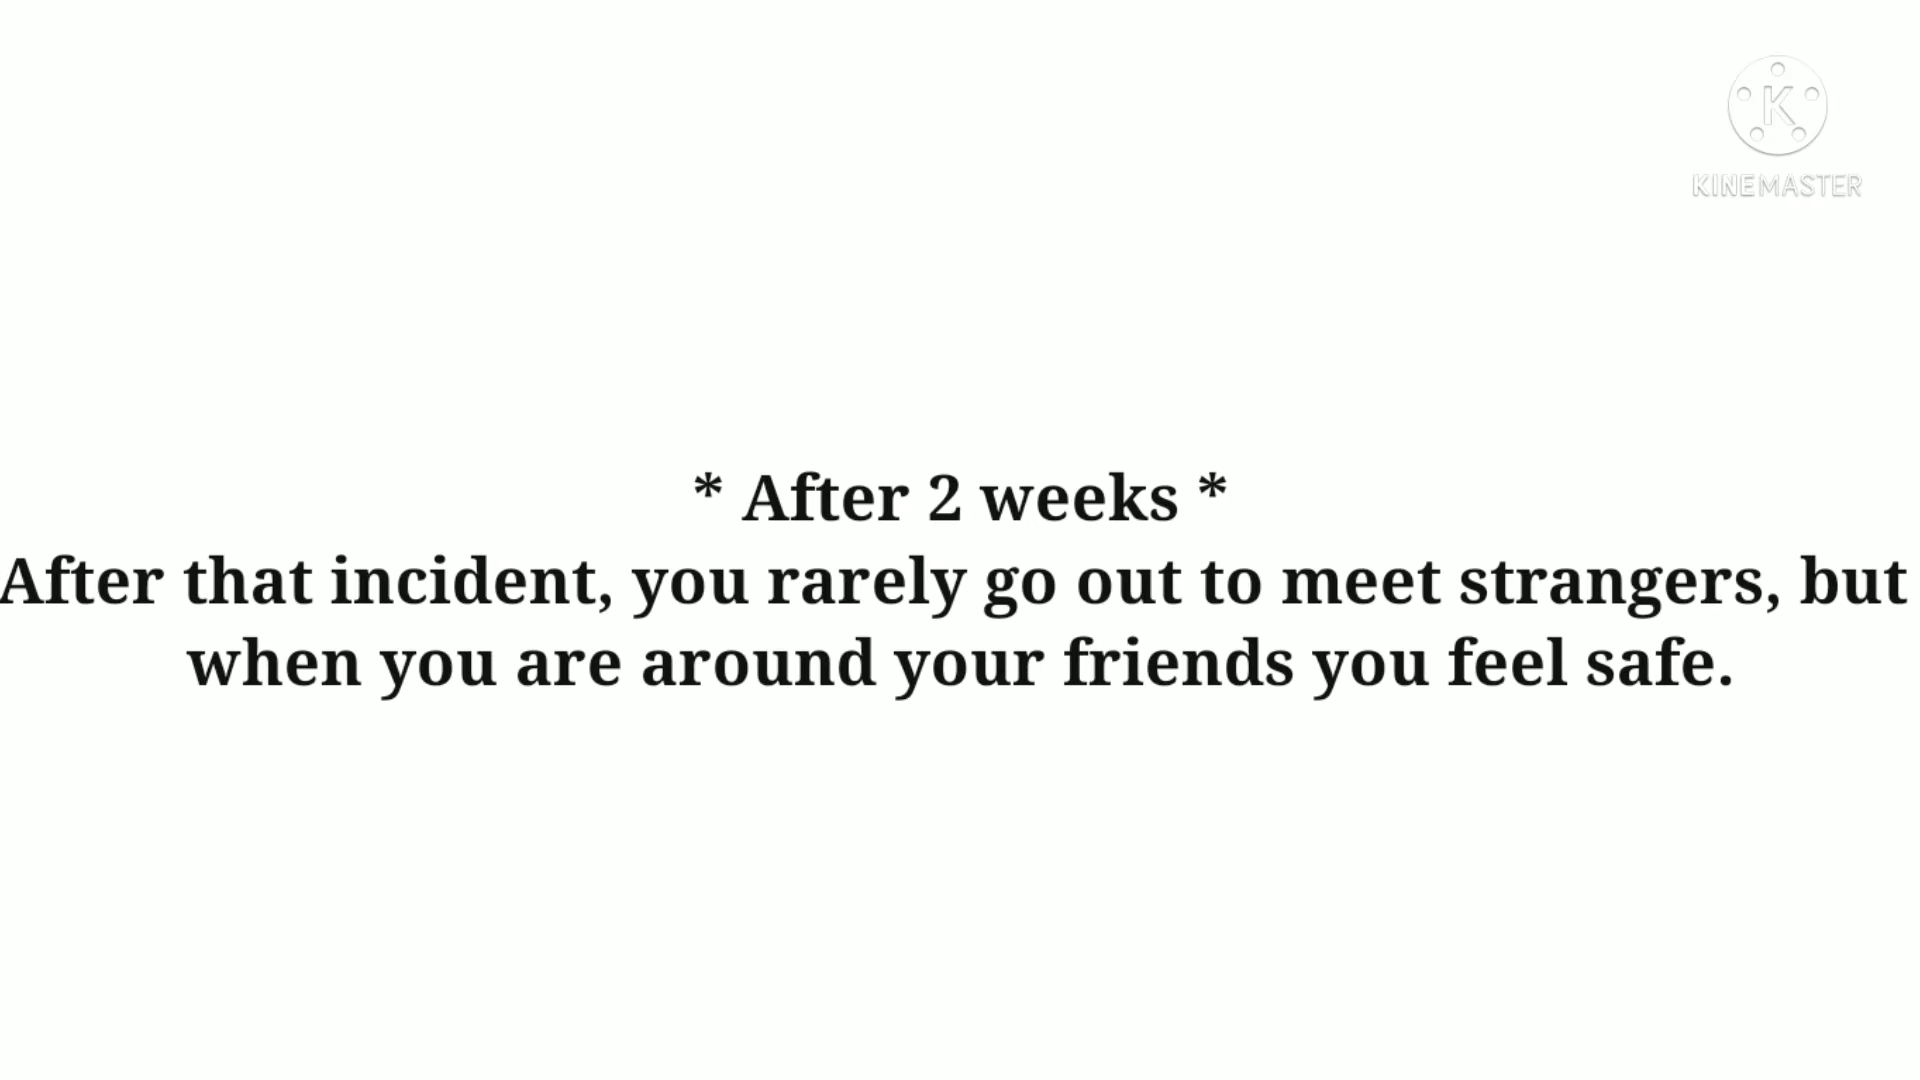 K
KINEMASTER
* After 2 weeks *
After that incident, you rarely go out to meet strangers, but
when you are around your friends you feel safe.